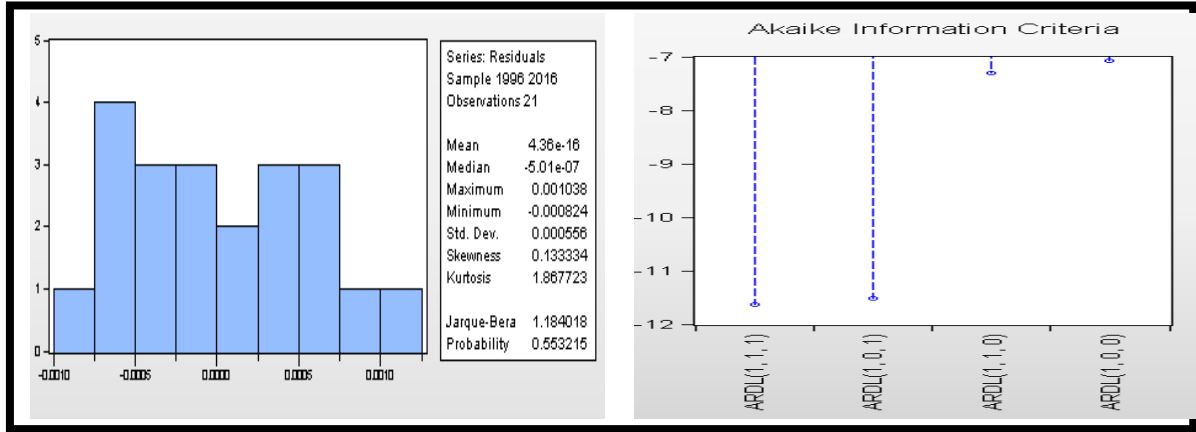 5
4
3
2
1
0
-0.0010 -0.0005 0.0000 0.0005 0.0010
Series: Residuals
Sample 1996 2016
Observations 21
Mean 4.36e-16
Median -5.01e-07
Maximum 0.001038
Minimum -0.000824
Std. Dev. 0.000556
Skewness 0.133334
Kurtosis 1.867723
Jarque-Bera 1.184018
Probability 0.553215
Akaike Information Criteria
-7
-8
-9
-10
-11
-12
ARDL(1, 1, 1)
ARDL(1, 0, 1)
ARDL(1, 1, 0)
ARDL(1, 0, 0)